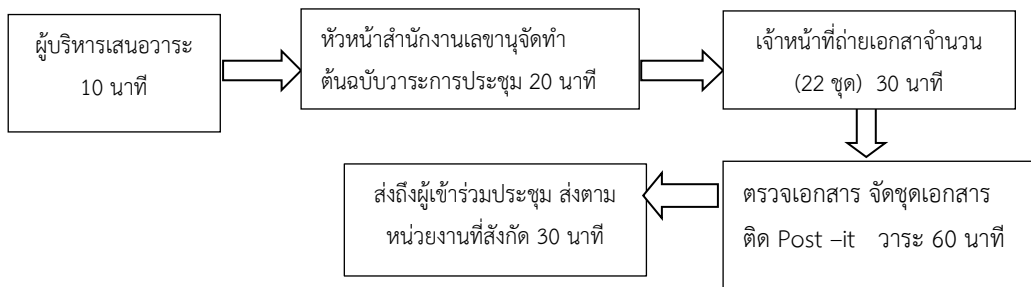 ผู้บริหารเสนอวาระ
10 นาที
หัวหน้าสำนักงานเลขานุจัดทำ
ต้นฉบับวาระการประชุม 20 นาที
เจ้าหน้าที่ถ่ายเอกสาจำนวน
(22 ชุด) 30 นาที
ตรวจเอกสาร จัดชุดเอกสาร
ติด Post –it วาระ 60 นาที
ส่งถึงผู้เข้าร่วมประชุม ส่งตาม
หน่วยงานที่สังกัด 30 นาที